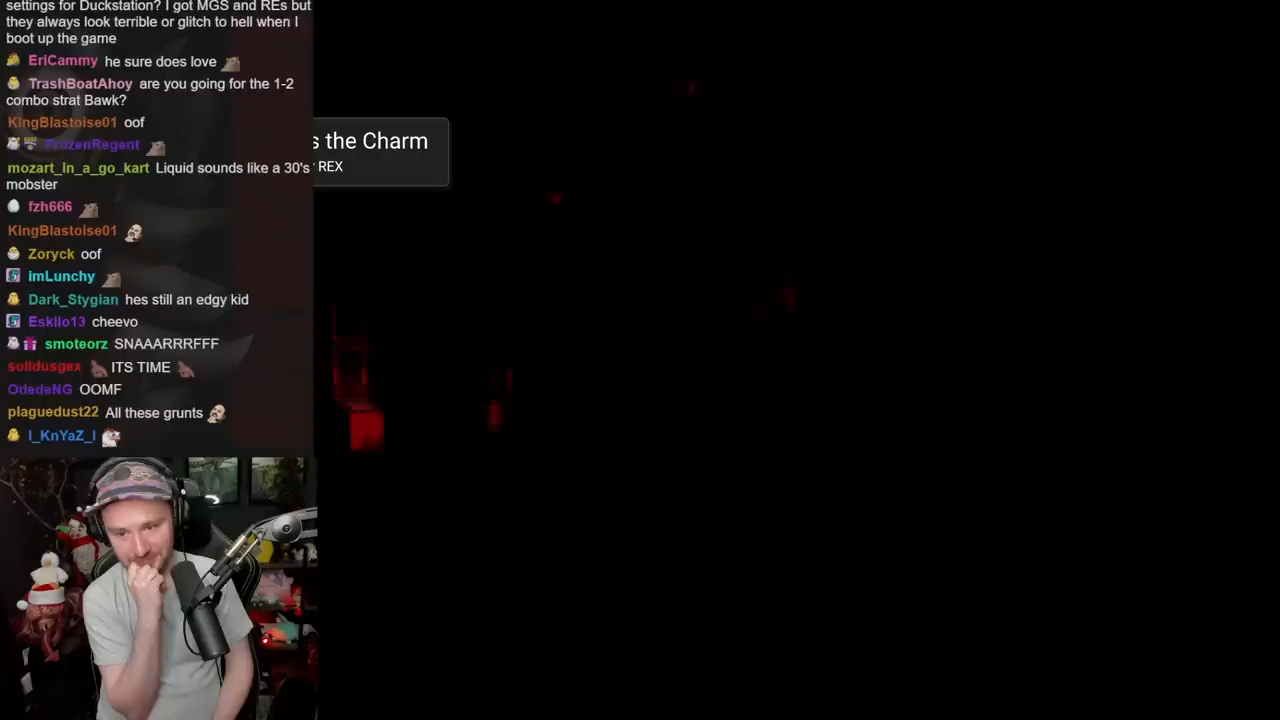 settings for Duckstation? I got MGS and REs but
they always look terrible or glitch to hell when I
boot up the game
EriCammy he sure does love
TrashBoatAhoy are you going for the 1-2
combo strat Bawk?
KingBlastoise01 oof
FrozenRegent
mozart_in_a_go_kart Liquid sounds like a 30's
mobster
fzh666
KingBlastoise01
Zoryck oof
imLunchy
Dark_Stygian hes still an edgy kid
Eskilo13 cheevo
smoteorz SNAAARRRFFF
solidusgex ITS TIME
OdedeNG OOMF
plaguedust22 All these grunts
I_KnYaZ_I
s the Charm
REX